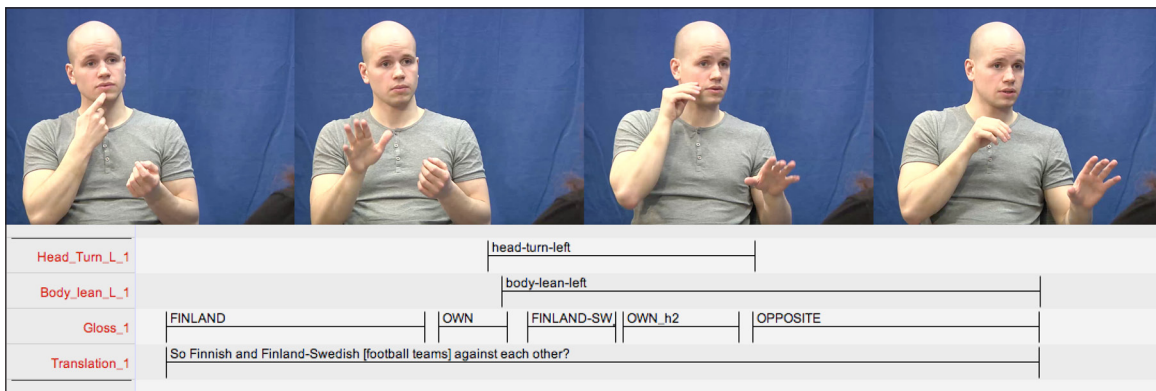 Head_Turn_L_1 head-turn-left
Body_lean_L_1 body-lean-left
Gloss_1 FINLAND OWN FINLAND-SW, OWN_h2 OPPOSITE
Translation_1 So Finnish and Finland-Swedish [football teams] against each other?